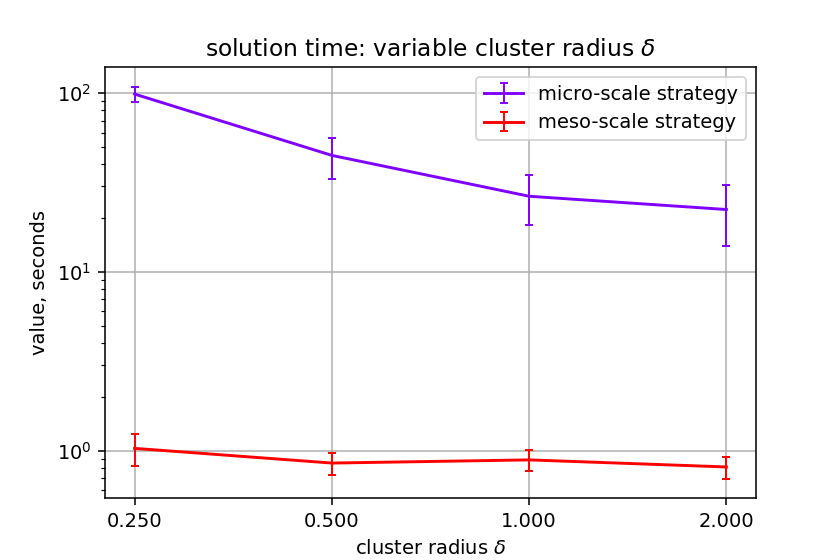 solution time: variable cluster radius δ
micro-scale strategy
meso-scale strategy
value, seconds
10²
10¹
10⁰
0.250 0.500 1.000 2.000
cluster radius δ